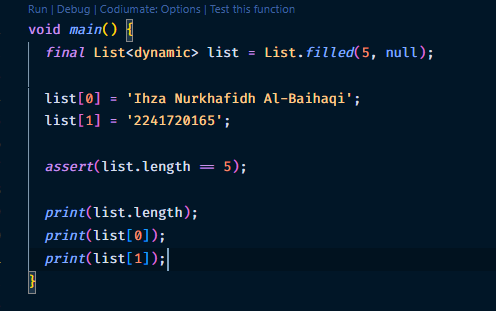 Run | Debug | Codiumate: Options | Test this function
void main() {
  final List<dynamic> list = List.filled(5, null);

  list[0] = 'Ihza Nurkhafidh Al-Baihaqi';
  list[1] = '2241720165';

  assert(list.length == 5);

  print(list.length);
  print(list[0]);
  print(list[1]);
}